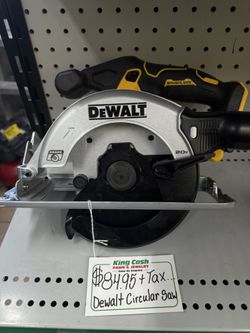 DEWALT
20V
King Cash
PAWN & JEWELRY
$84.95 + Tax
Dewalt Circular Saw